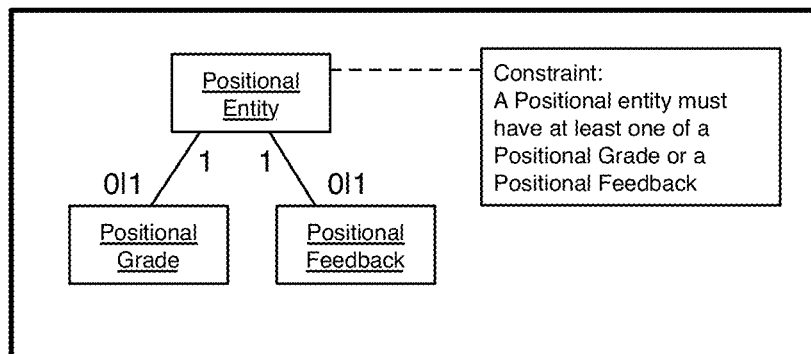 Positional
Entity
Constraint:
A Positional entity must
have at least one of a
Positional Grade or a
Positional Feedback
1
1
0|1
0|1
Positional
Grade
Positional
Feedback